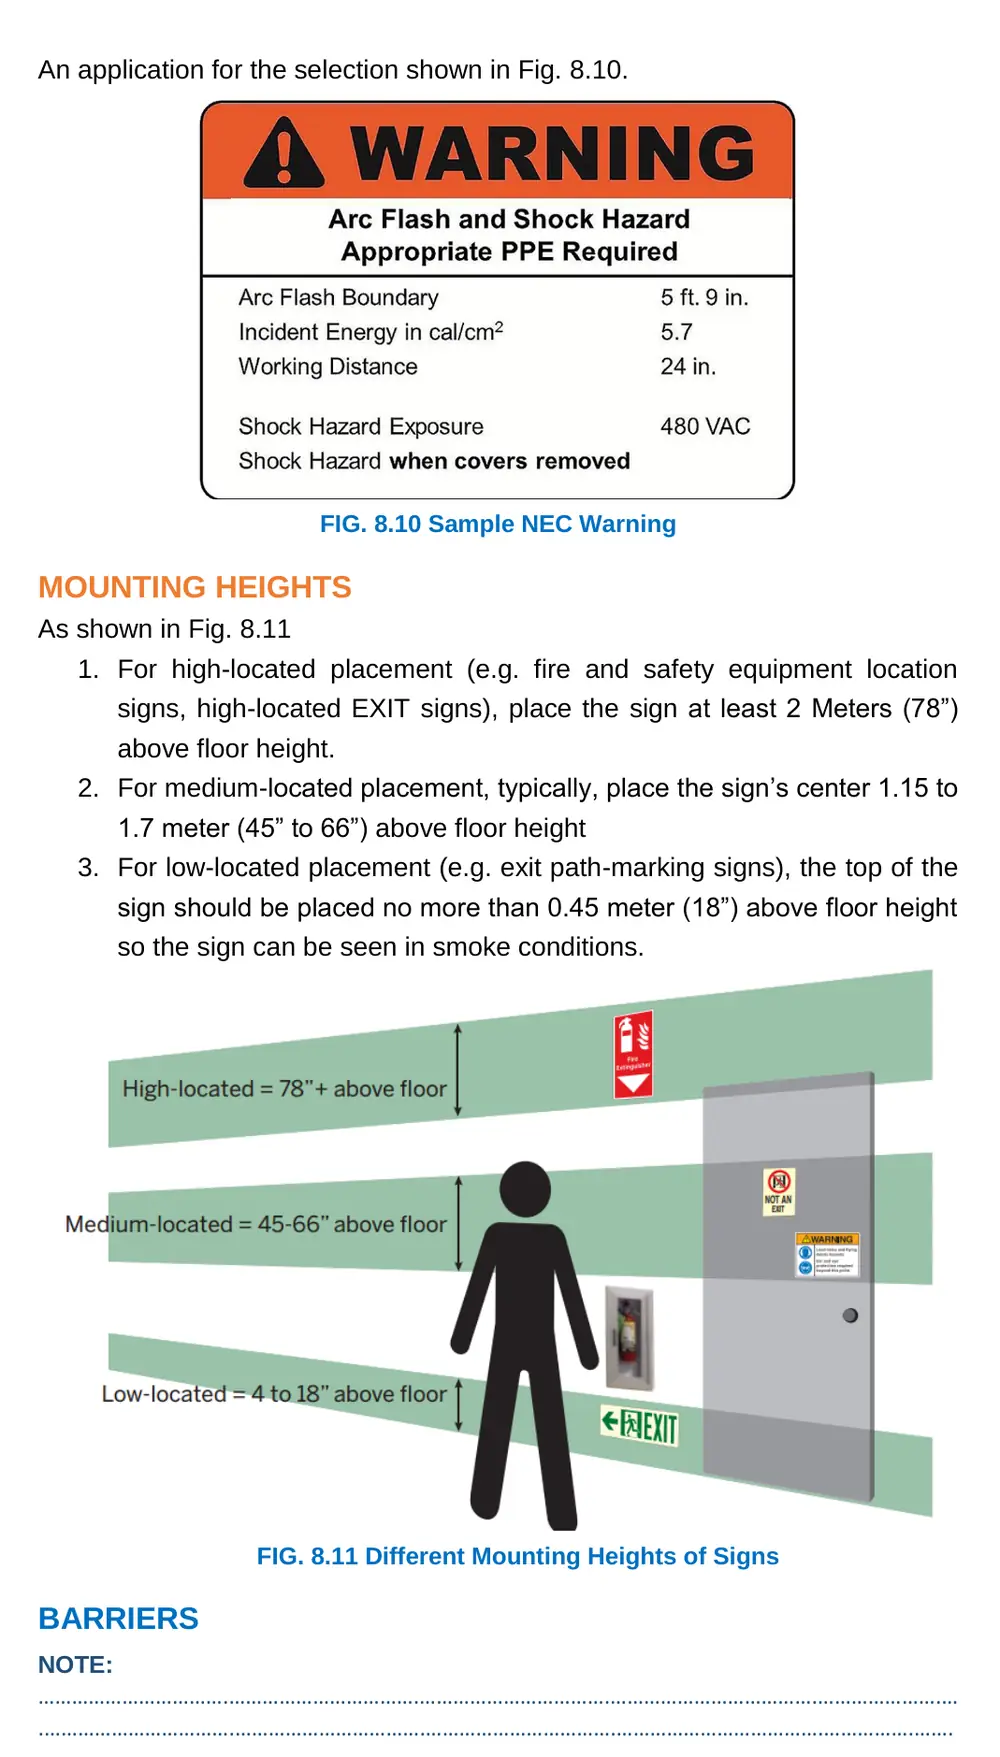 An application for the selection shown in Fig. 8.10.
WARNING
Arc Flash and Shock Hazard
Appropriate PPE Required
Arc Flash Boundary 5 ft. 9 in.
Incident Energy in cal/cm² 5.7
Working Distance 24 in.
Shock Hazard Exposure 480 VAC
Shock Hazard when covers removed
FIG. 8.10 Sample NEC Warning
MOUNTING HEIGHTS
As shown in Fig. 8.11
1. For high-located placement (e.g. fire and safety equipment location
signs, high-located EXIT signs), place the sign at least 2 Meters (78”)
above floor height.
2. For medium-located placement, typically, place the sign’s center 1.15 to
1.7 meter (45” to 66”) above floor height
3. For low-located placement (e.g. exit path-marking signs), the top of the
sign should be placed no more than 0.45 meter (18”) above floor height
so the sign can be seen in smoke conditions.
Fire
Extinguisher
High-located = 78”+ above floor
NOT AN
EXIT
Medium-located = 45-66” above floor
WARNING
Low-located = 4 to 18” above floor
EXIT
FIG. 8.11 Different Mounting Heights of Signs
BARRIERS
NOTE: